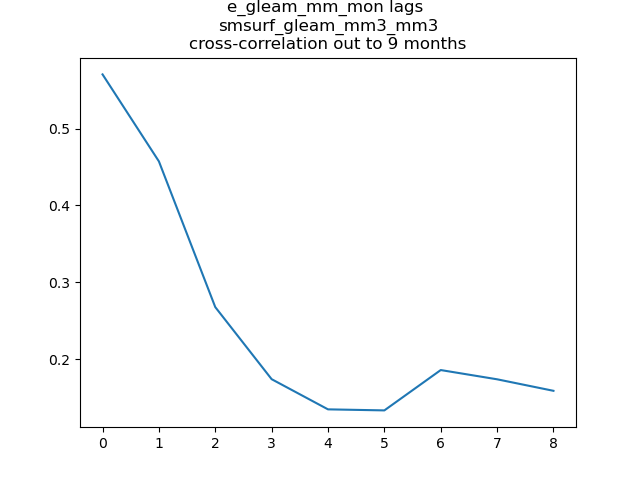 e_gleam_mm_mon lags
smsurf_gleam_mm3_mm3
cross-correlation out to 9 months
0.5
0.4
0.3
0.2
0 1 2 3 4 5 6 7 8